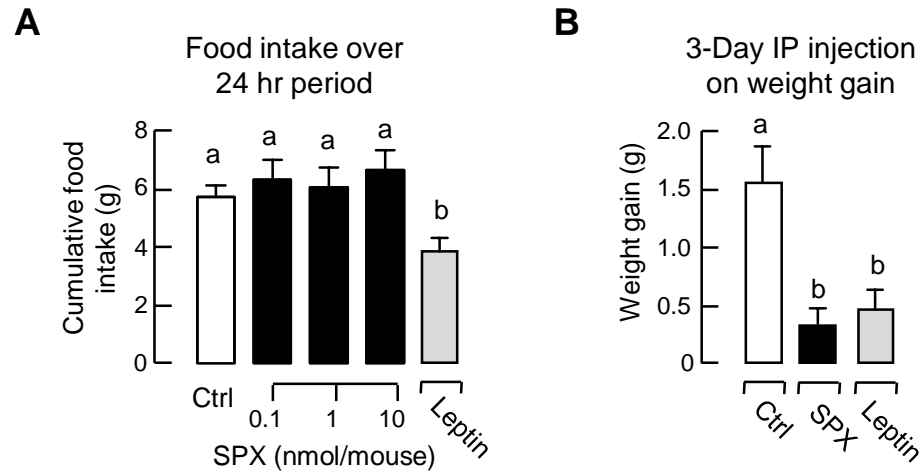 A
Food intake over
24 hr period
Cumulative food
intake (g)
8
6
4
2
0
a
a
a
a
b
Ctrl
0.1
1
10
Leptin
SPX (nmol/mouse)
B
3-Day IP injection
on weight gain
Weight gain (g)
2.0
1.5
1.0
0.5
0
a
b
b
Ctrl
SPX
Leptin